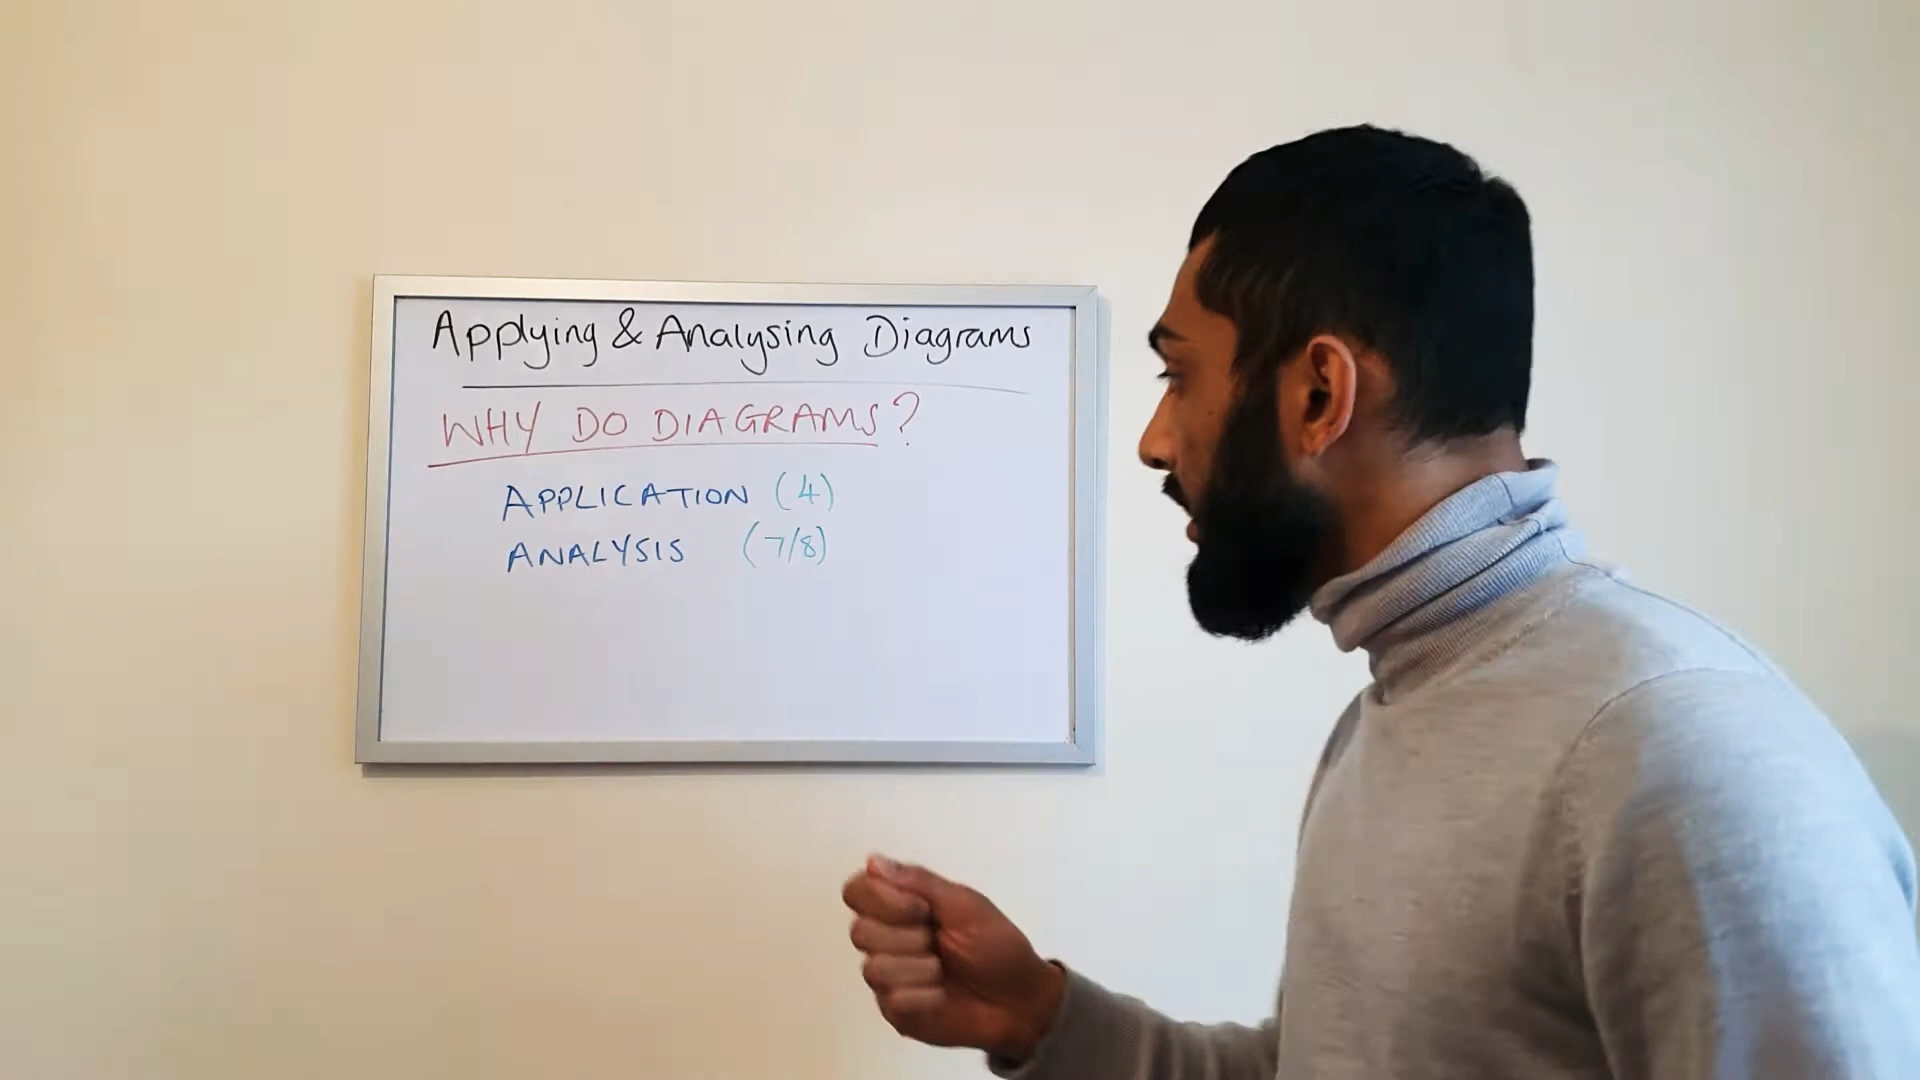 Applying & Analysing Diagrams
WHY DO DIAGRAMS?
APPLICATION (4)
ANALYSIS (7/8)